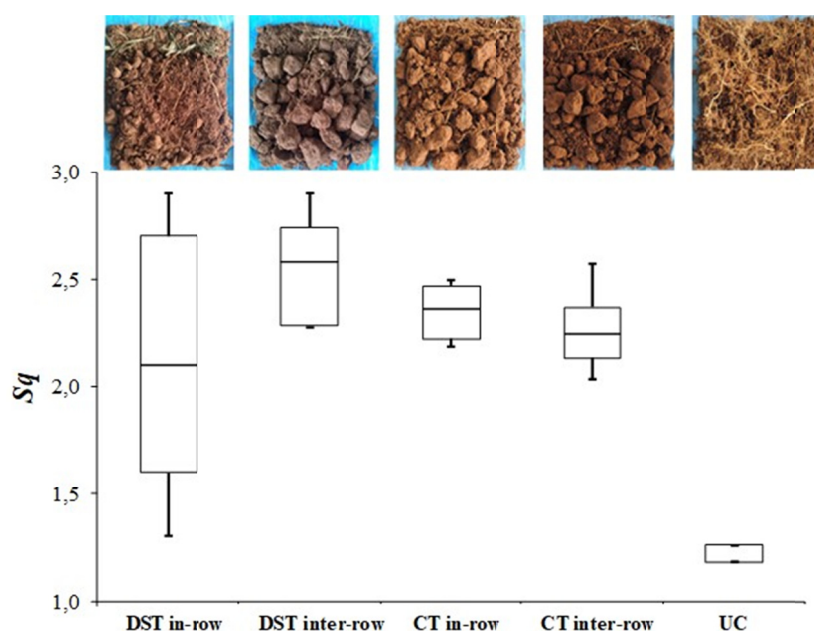 3,0
2,5
2,0
1,5
1,0
Sq
DST in-row
DST inter-row
CT in-row
CT inter-row
UC